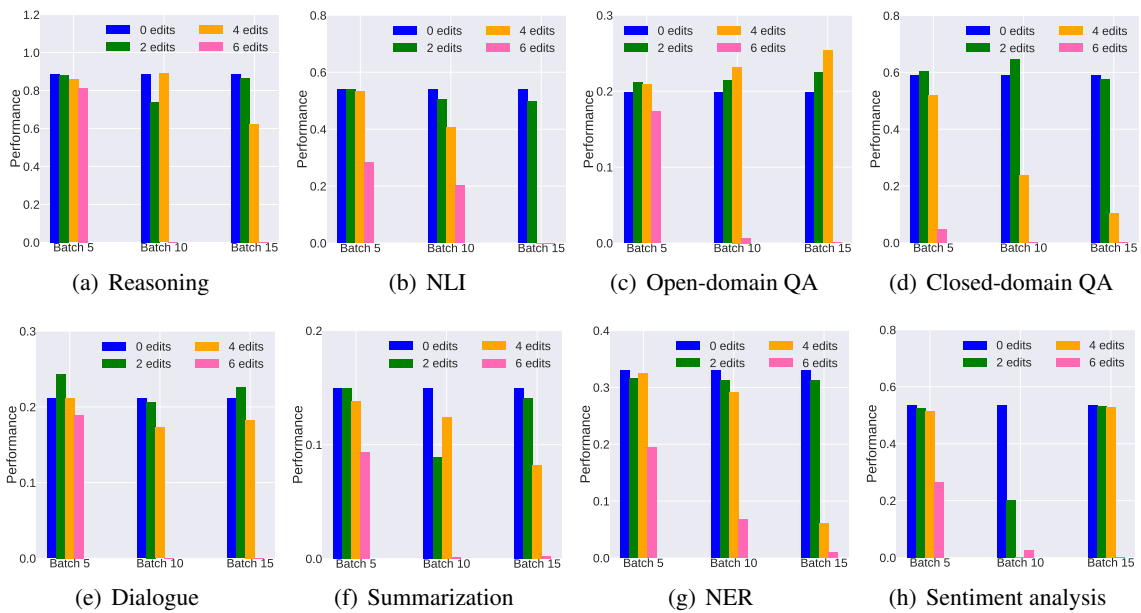 1.2
1.0
0.8
0.6
0.4
0.2
0.0
Performance
0 edits 4 edits
2 edits 6 edits
Batch 5 Batch 10 Batch 15
(a) Reasoning
0.8
0.6
0.4
0.2
0.0
Performance
0 edits 4 edits
2 edits 6 edits
Batch 5 Batch 10 Batch 15
(b) NLI
0.3
0.2
0.1
0.0
Performance
0 edits 4 edits
2 edits 6 edits
Batch 5 Batch 10 Batch 15
(c) Open-domain QA
0.8
0.6
0.4
0.2
0.0
Performance
0 edits 4 edits
2 edits 6 edits
Batch 5 Batch 10 Batch 15
(d) Closed-domain QA
0.3
0.2
0.1
0.0
Performance
0 edits 4 edits
2 edits 6 edits
Batch 5 Batch 10 Batch 15
(e) Dialogue
0.2
0.1
0.0
Performance
0 edits 4 edits
2 edits 6 edits
Batch 5 Batch 10 Batch 15
(f) Summarization
0.4
0.3
0.2
0.1
0.0
Performance
0 edits 4 edits
2 edits 6 edits
Batch 5 Batch 10 Batch 15
(g) NER
0.8
0.6
0.4
0.2
0.0
Performance
0 edits 4 edits
2 edits 6 edits
Batch 5 Batch 10 Batch 15
(h) Sentiment analysis